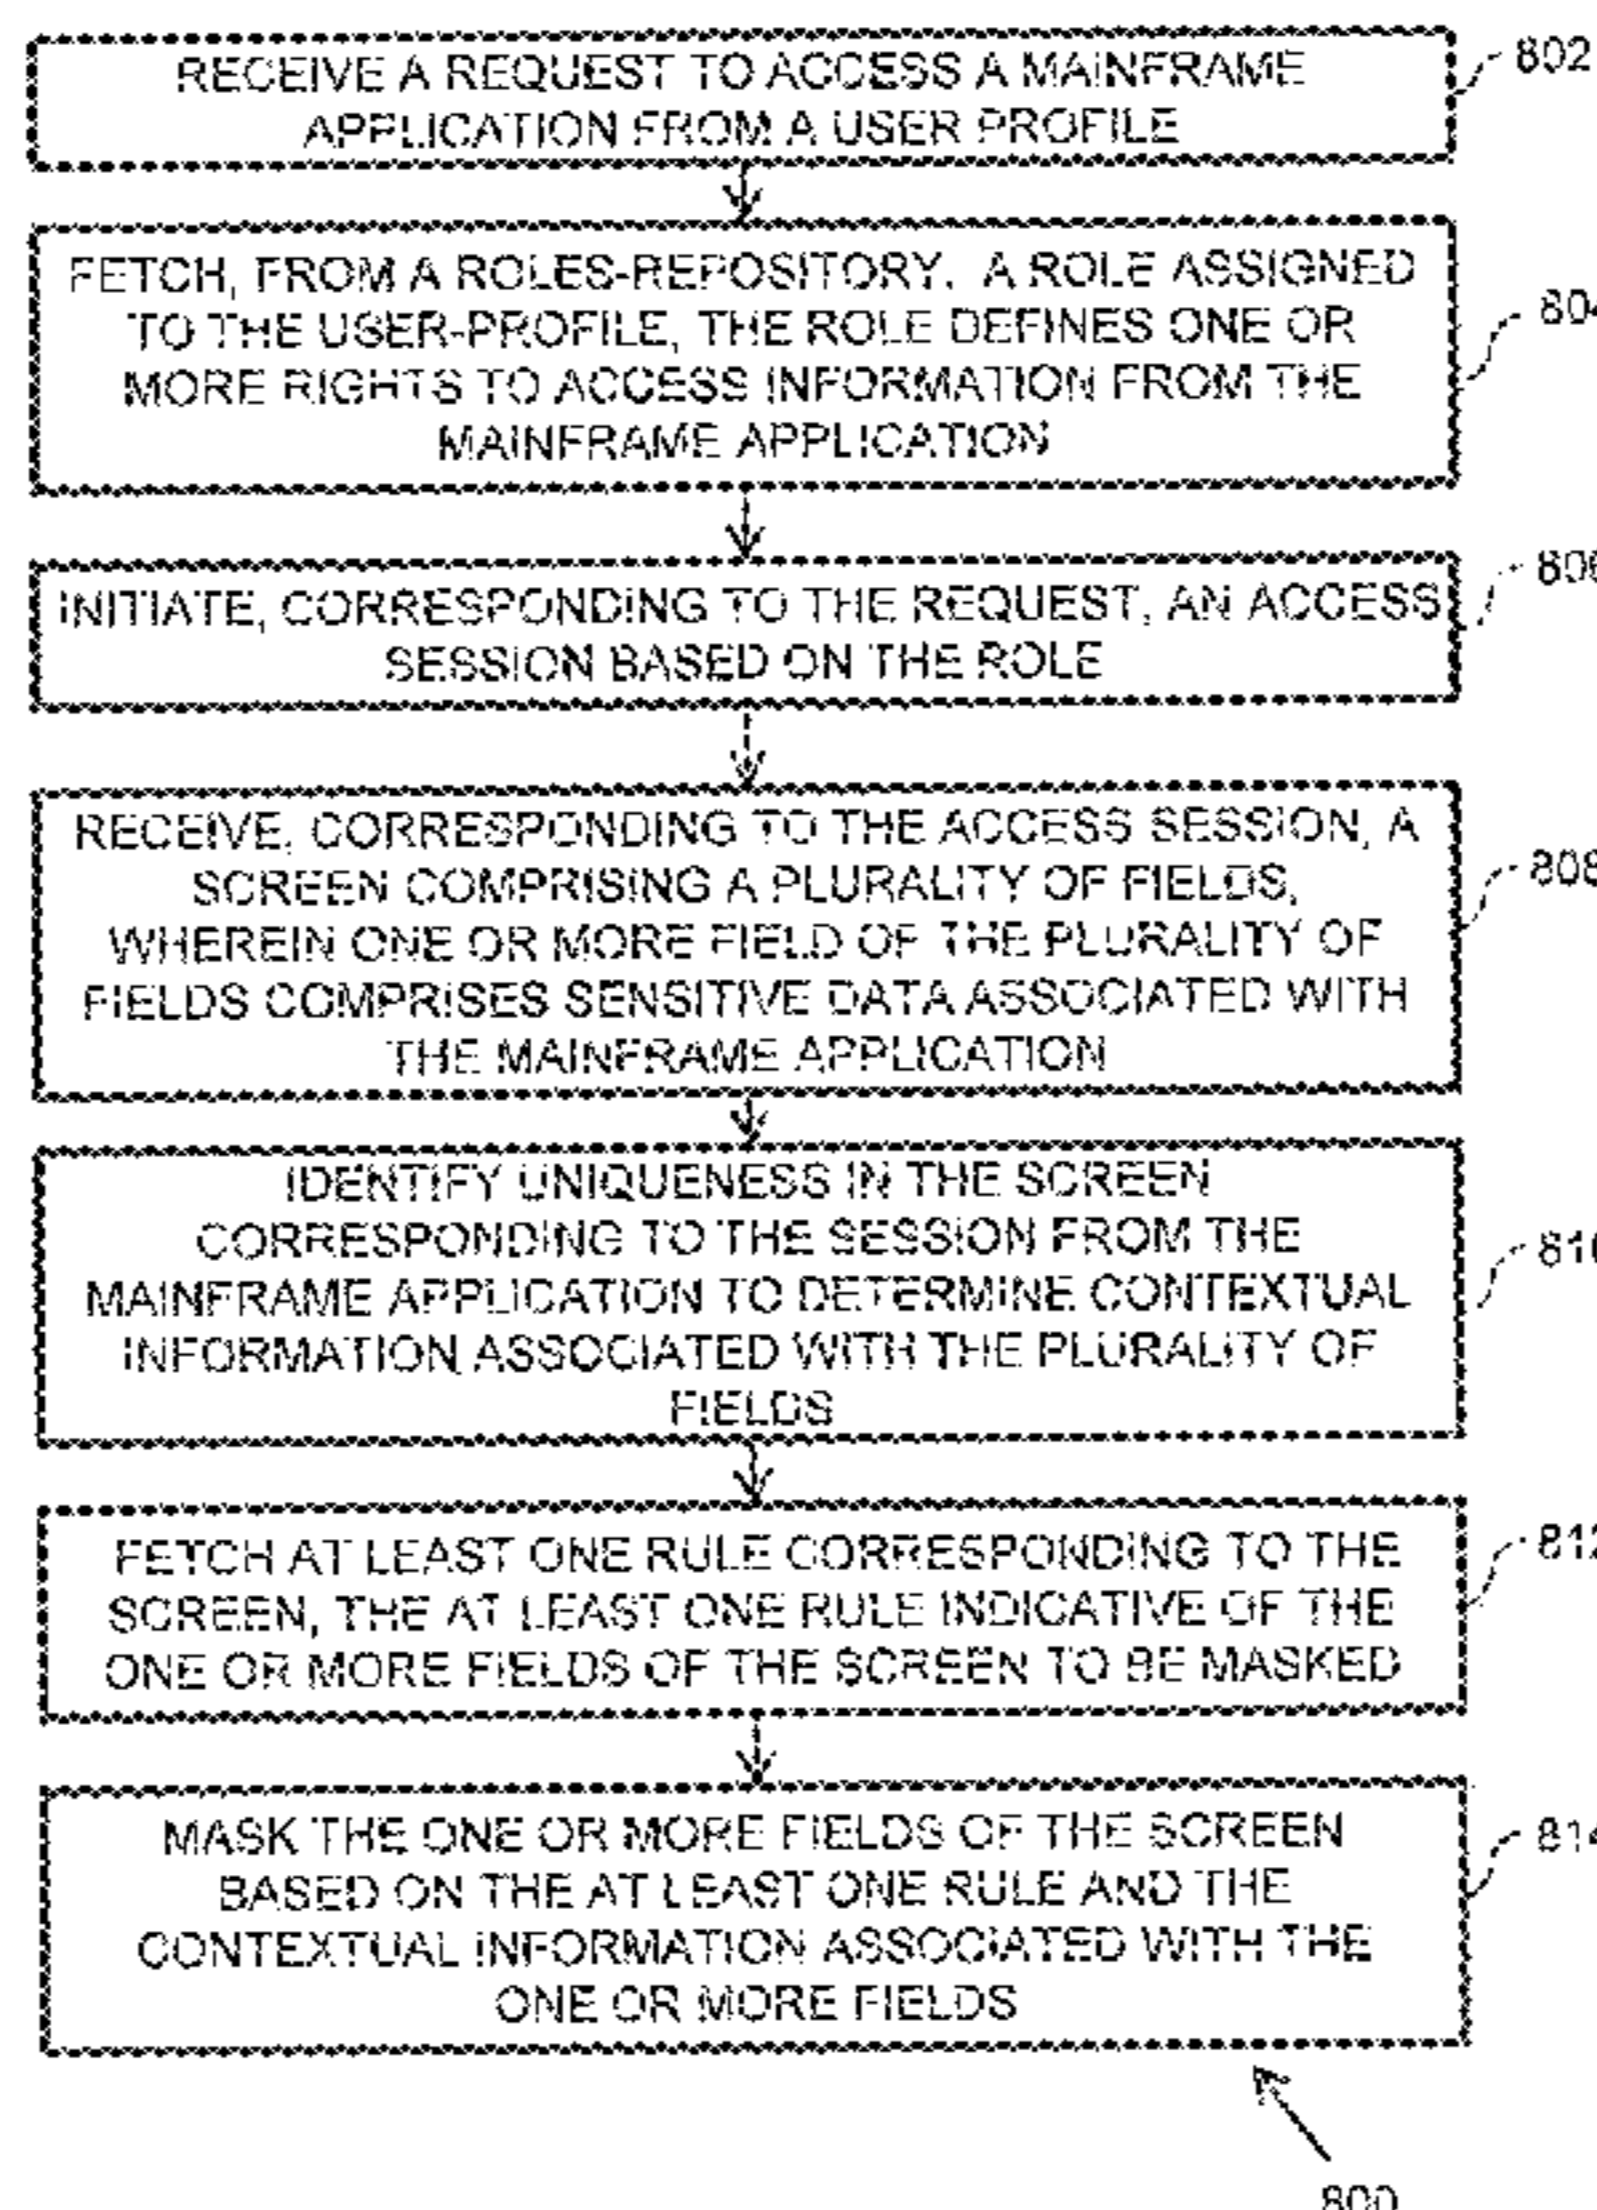 RECEIVE A REQUEST TO ACCESS A MAINFRAME
APPLICATION FROM A USER PROFILE
802
FETCH, FROM A ROLES-REPOSITORY, A ROLE ASSIGNED
TO THE USER-PROFILE, THE ROLE DEFINES ONE OR
MORE RIGHTS TO ACCESS INFORMATION FROM THE
MAINFRAME APPLICATION
804
INITIATE, CORRESPONDING TO THE REQUEST, AN ACCESS
SESSION BASED ON THE ROLE
806
RECEIVE, CORRESPONDING TO THE ACCESS SESSION, A
SCREEN COMPRISING A PLURALITY OF FIELDS,
WHEREIN ONE OR MORE FIELD OF THE PLURALITY OF
FIELDS COMPRISES SENSITIVE DATA ASSOCIATED WITH
THE MAINFRAME APPLICATION
808
IDENTIFY UNIQUENESS IN THE SCREEN
CORRESPONDING TO THE SESSION FROM THE
MAINFRAME APPLICATION TO DETERMINE CONTEXTUAL
INFORMATION ASSOCIATED WITH THE PLURALITY OF
FIELDS
810
FETCH AT LEAST ONE RULE CORRESPONDING TO THE
SCREEN, THE AT LEAST ONE RULE INDICATIVE OF THE
ONE OR MORE FIELDS OF THE SCREEN TO BE MASKED
812
MASK THE ONE OR MORE FIELDS OF THE SCREEN
BASED ON THE AT LEAST ONE RULE AND THE
CONTEXTUAL INFORMATION ASSOCIATED WITH THE
ONE OR MORE FIELDS
814
800